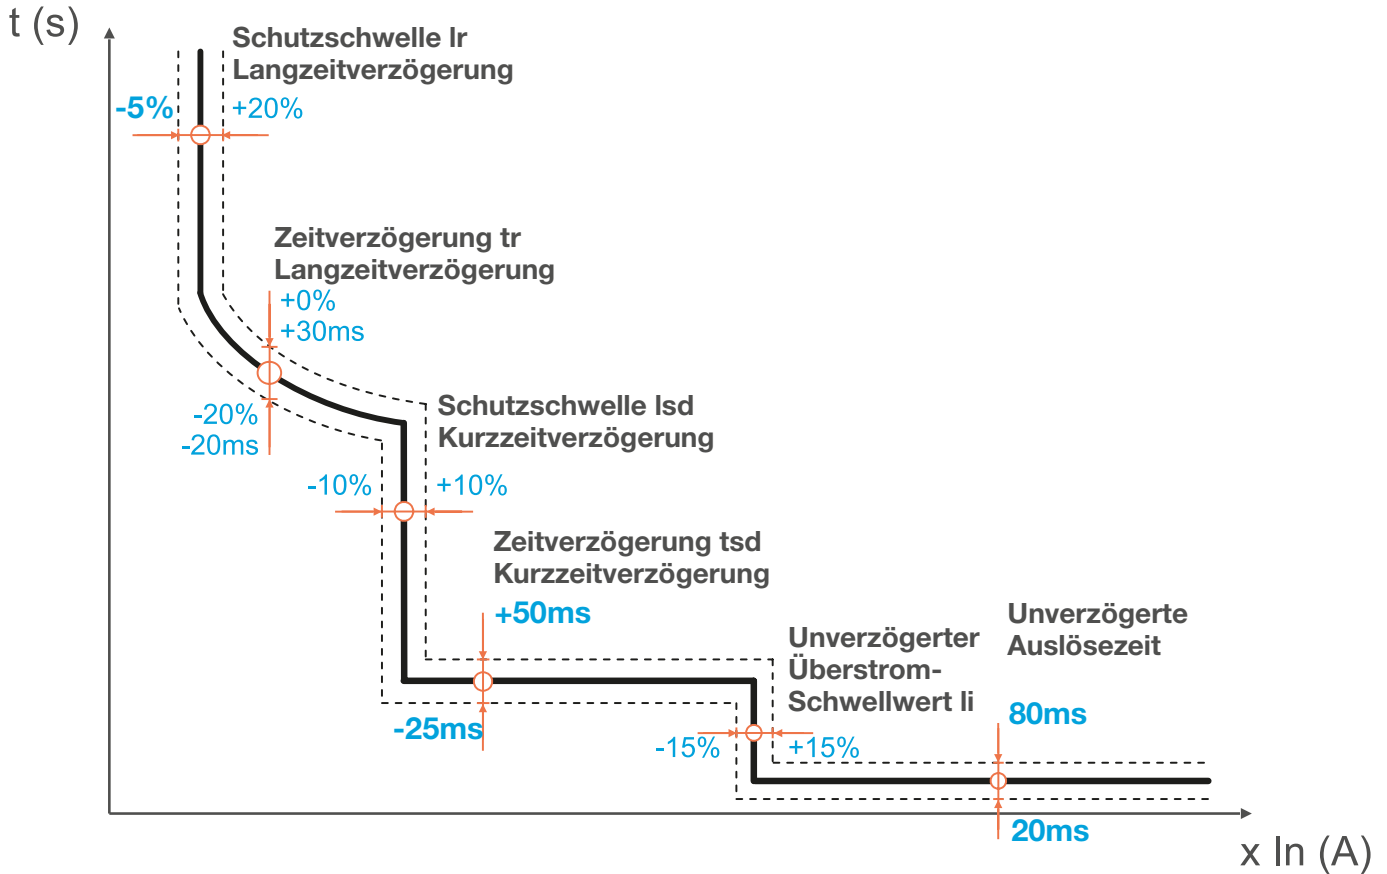 t (s)
Schutzschwelle Ir
Langzeitverzögerung
-5%
+20%
Zeitverzögerung tr
Langzeitverzögerung
+0%
+30ms
-20%
-20ms
Schutzschwelle Isd
Kurzzeitverzögerung
-10%
+10%
Zeitverzögerung tsd
Kurzzeitverzögerung
+50ms
-25ms
Unverzögerter
Überstrom-
Schwellwert Ii
-15%
+15%
Unverzögerte
Auslösezeit
80ms
20ms
x In (A)